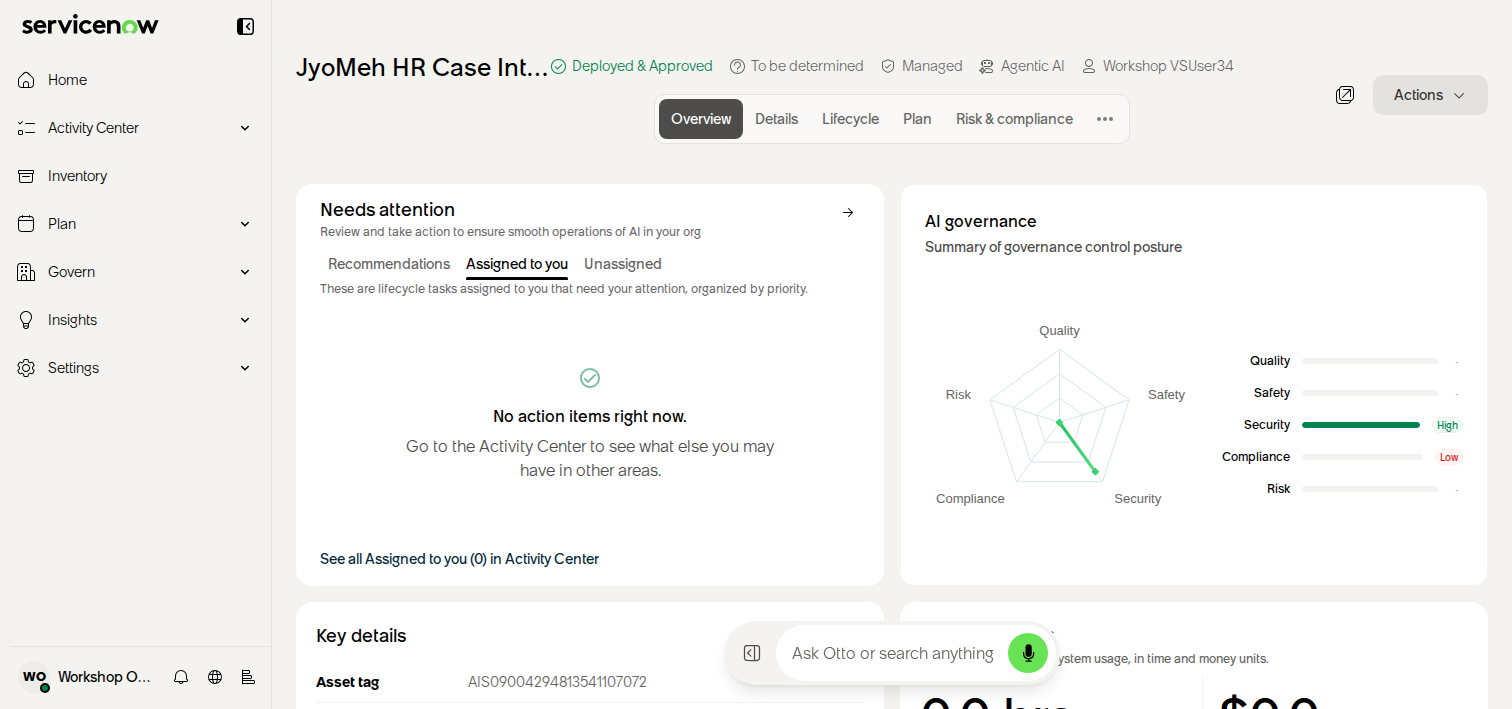 servicenow
Home
Activity Center
Inventory
Plan
Govern
Insights
Settings
WO Workshop O...
JyoMeh HR Case Int... Deployed & Approved To be determined Managed Agentic AI Workshop VSUser34
Actions
Overview Details Lifecycle Plan Risk & compliance •••
Needs attention
Review and take action to ensure smooth operations of AI in your org
Recommendations Assigned to you Unassigned
These are lifecycle tasks assigned to you that need your attention, organized by priority.
No action items right now.
Go to the Activity Center to see what else you may
have in other areas.
See all Assigned to you (0) in Activity Center
AI governance
Summary of governance control posture
Quality
Safety
Security
Compliance
Risk
Quality -
Safety -
Security High
Compliance Low
Risk -
Key details
Asset tag AIS09004294813541107072
Ask Otto or search anything
ystem usage, in time and money units.